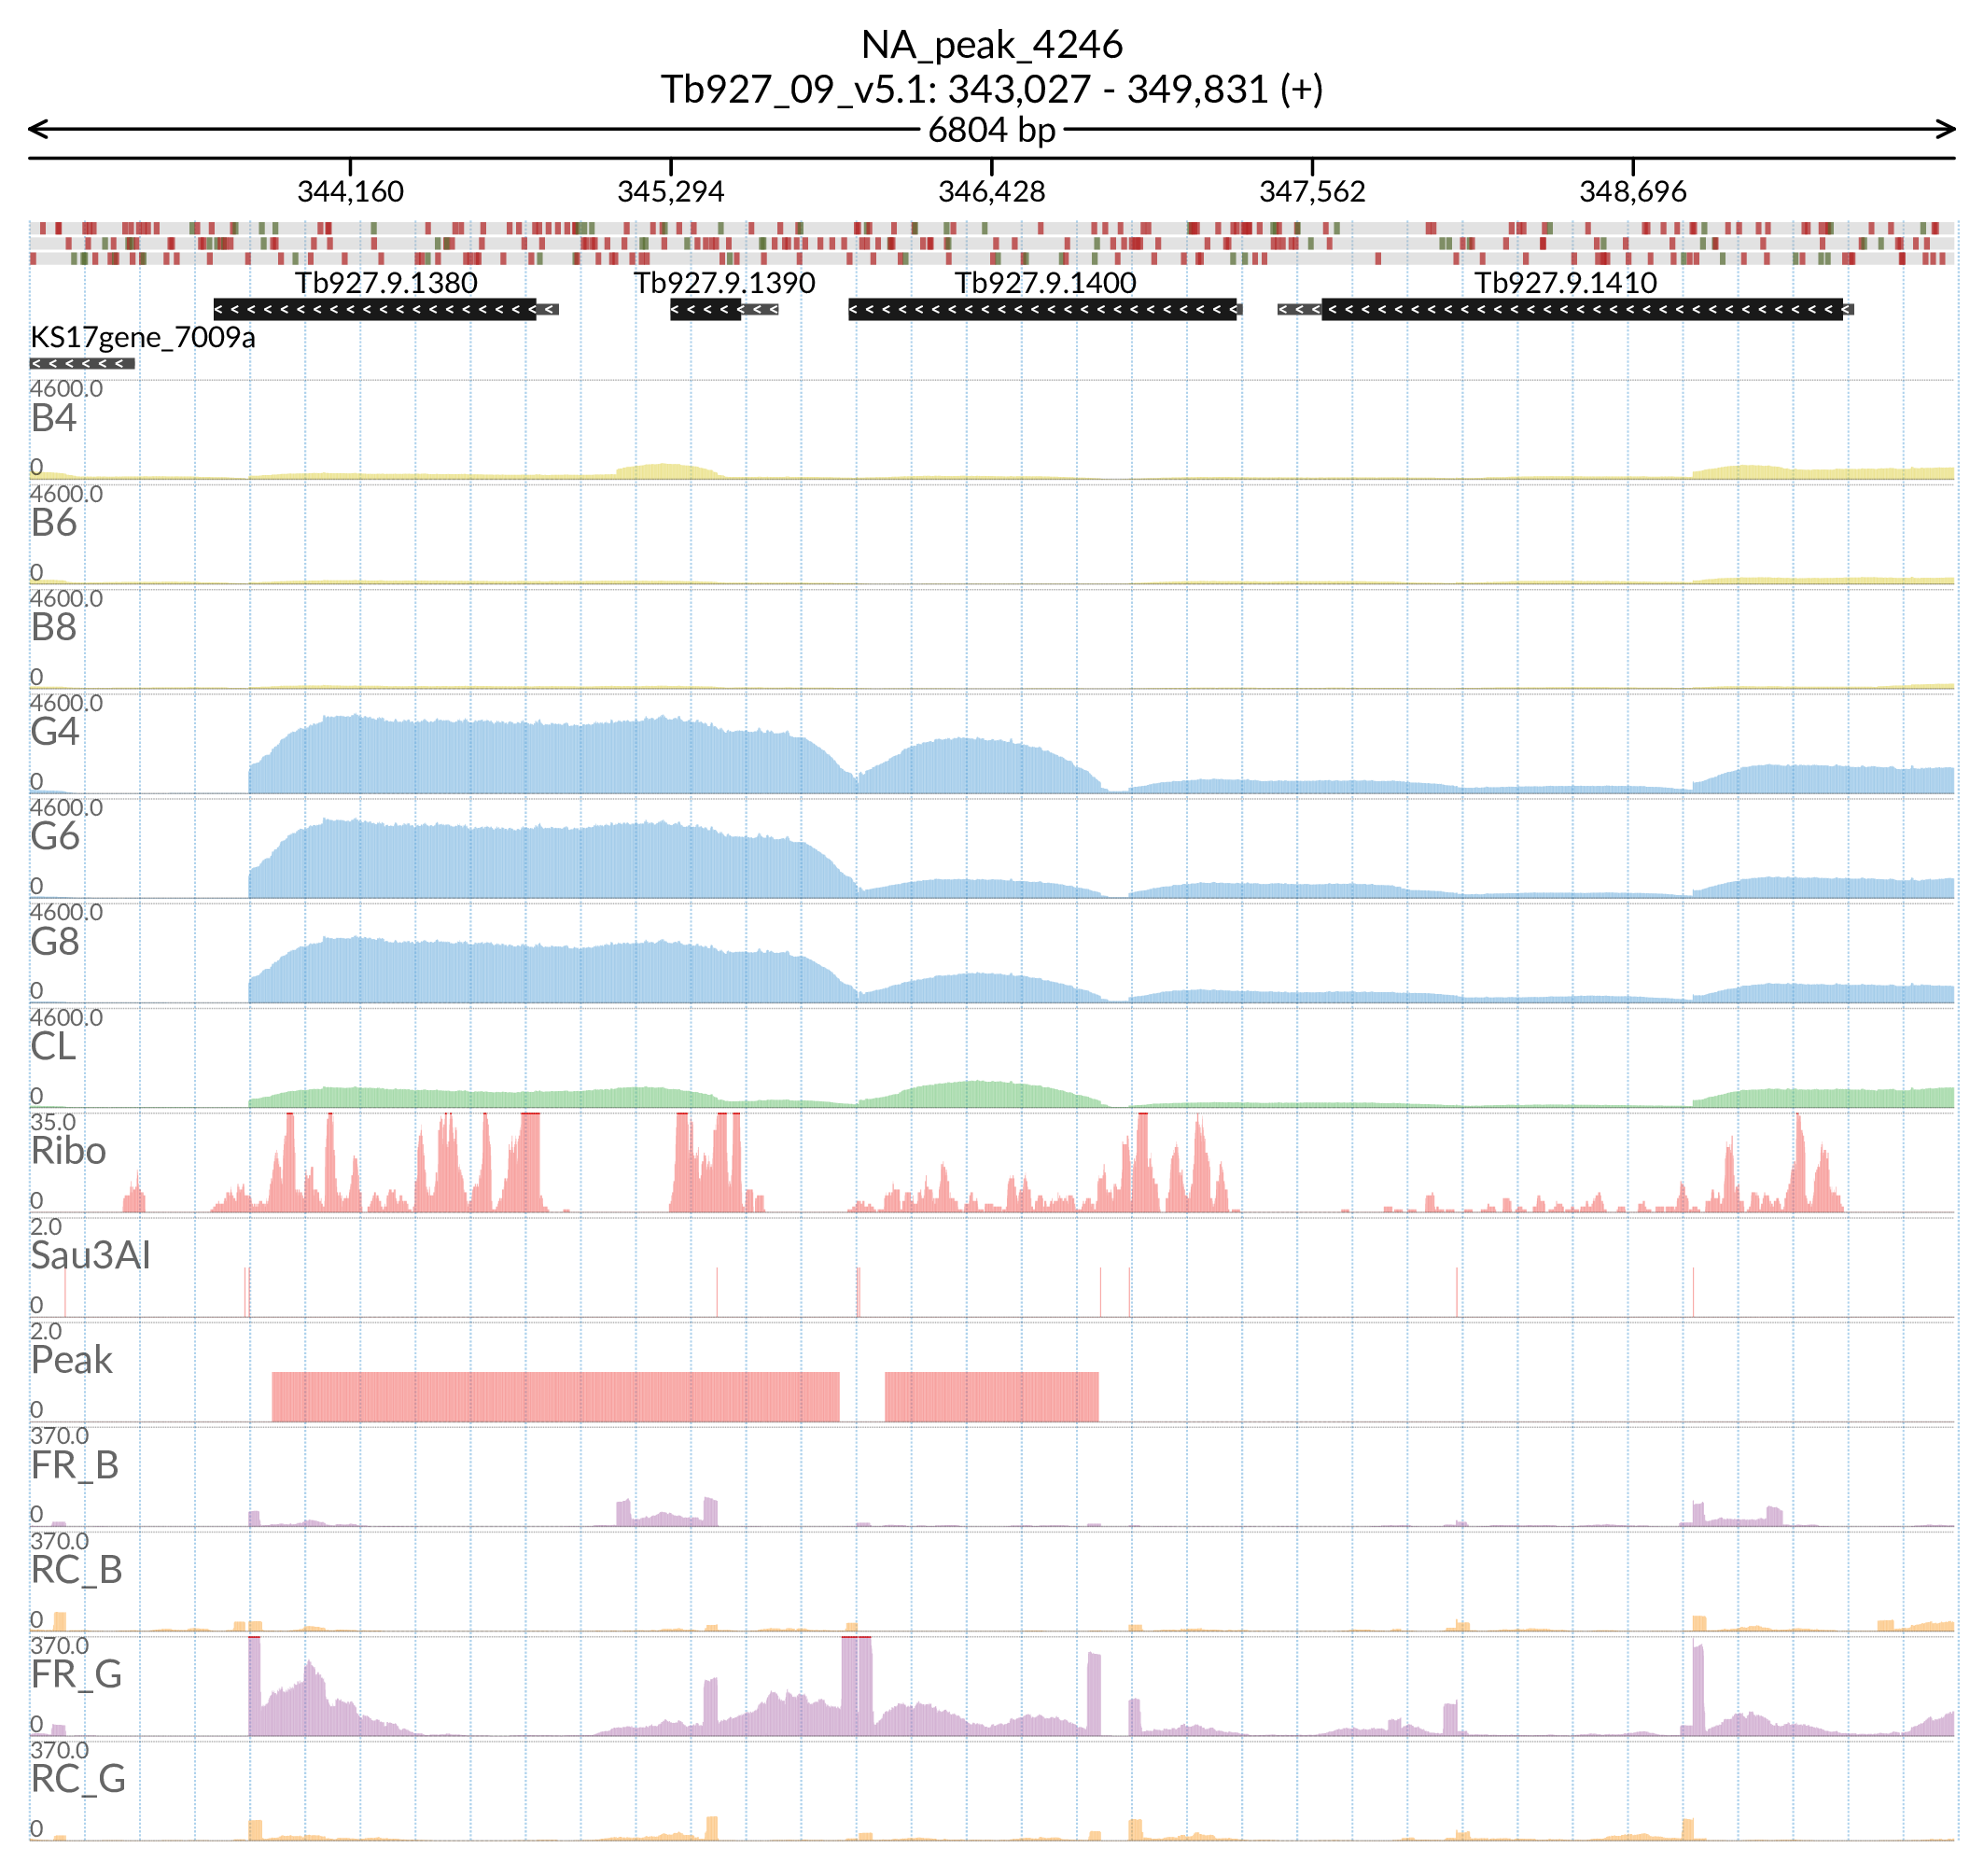 NA_peak_4246
Tb927_09_v5.1: 343,027 - 349,831 (+)
6804 bp
344,160 345,294 346,428 347,562 348,696
Tb927.9.1380 Tb927.9.1390 Tb927.9.1400 Tb927.9.1410
KS17gene_7009a
4600.0
B4
0
4600.0
B6
0
4600.0
B8
0
4600.0
G4
0
4600.0
G6
0
4600.0
G8
0
4600.0
CL
0
35.0
Ribo
0
2.0
Sau3AI
0
2.0
Peak
0
370.0
FR_B
0
370.0
RC_B
0
370.0
FR_G
0
370.0
RC_G
0